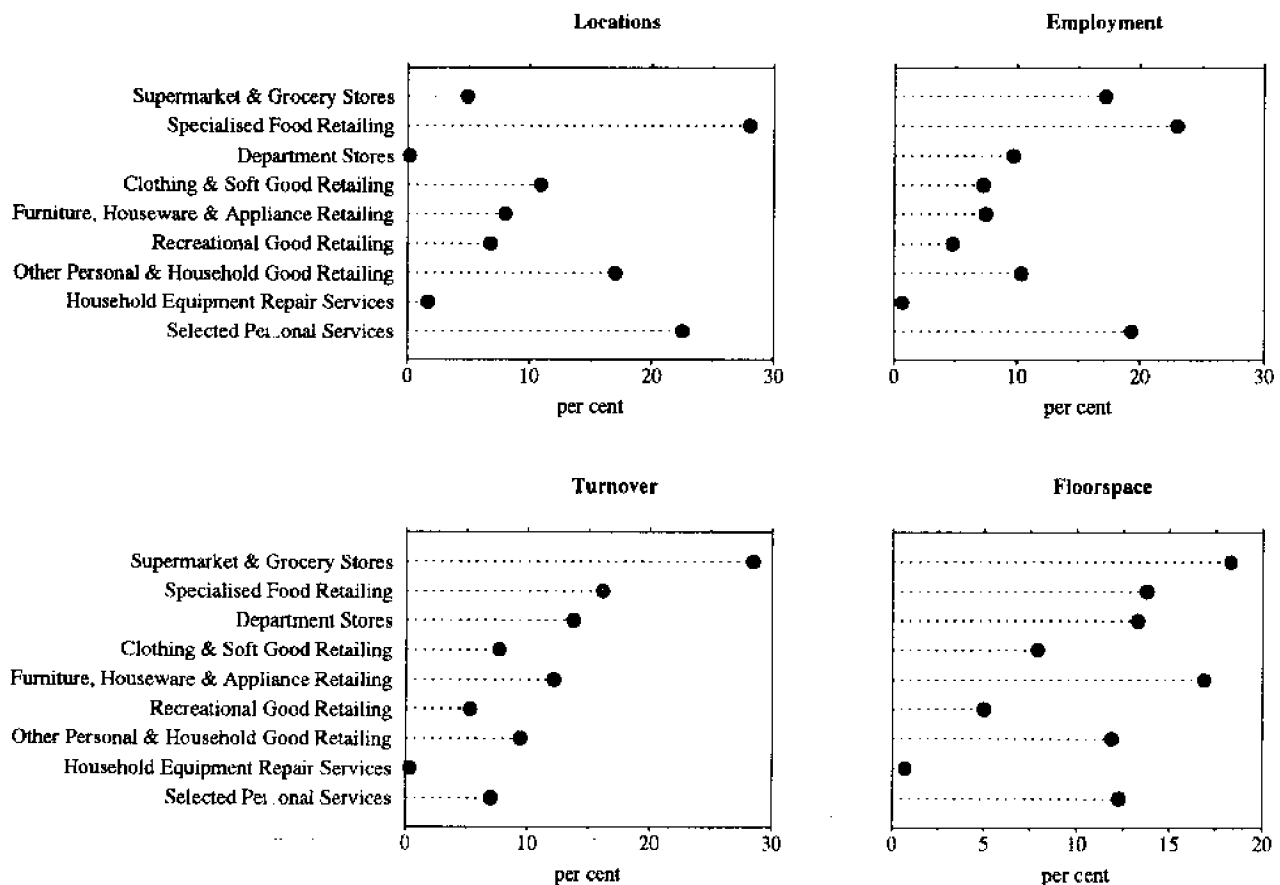 Locations
Employment
Supermarket & Grocery Stores
Specialised Food Retailing
Department Stores
Clothing & Soft Good Retailing
Furniture, Houseware & Appliance Retailing
Recreational Good Retailing
Other Personal & Household Good Retailing
Household Equipment Repair Services
Selected Services
0 10 20 30
0 10 20 30
per cent
per cent
Turnover
Floorspace
Supermarket & Grocery Stores
Specialised Food Retailing
Department Stores
Clothing & Soft Good Retailing
Furniture, Houseware & Appliance Retailing
Recreational Good Retailing
Other Personal & Household Good Retailing
Household Equipment Repair Services
Selected Services
0 10 20 30
0 5 10 15 20
per cent
per cent